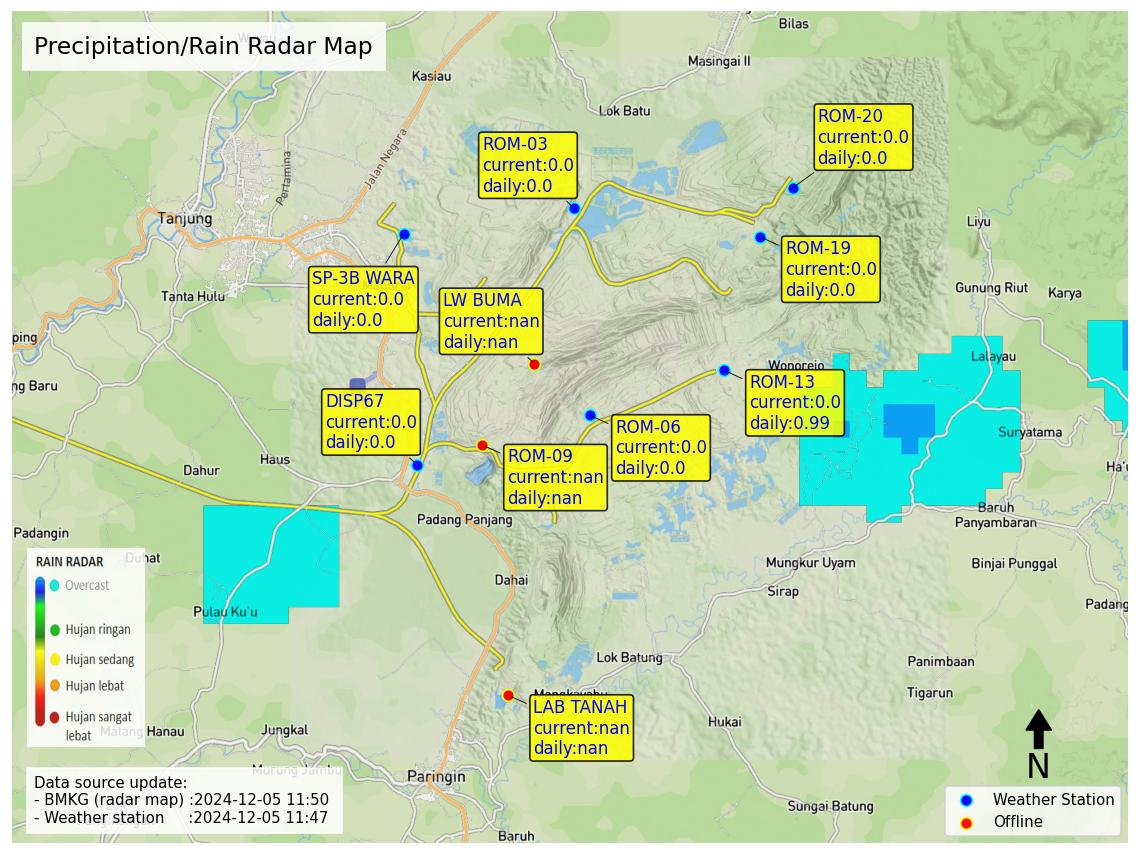 Precipitation/Rain Radar Map
Bilas
Masingai II
Kasiau
Lok Batu
Jalan Negara
Pertamina
Tanjung
Tanta Hulu
ROM-20
current:0.0
daily:0.0
ROM-03
current:0.0
daily:0.0
ROM-19
current:0.0
daily:0.0
SP-3B WARA
current:0.0
daily:0.0
LW BUMA
current:nan
daily:nan
Liyu
Gunung Riut
Karya
ping
ng Baru
Lalayau
Wonorejo
ROM-13
current:0.0
daily:0.99
DISP67
current:0.0
daily:0.0
ROM-06
current:0.0
daily:0.0
ROM-09
current:nan
daily:nan
Suryatama
Ha'u
Dahur
Haus
Padang Panjang
Baruh
Panyambaran
Padangin
Duhat
Dahai
Mungkur Uyam
Binjai Punggal
Sirap
Padang
Pulau Ku'u
RAIN RADAR
Overcast
Hujan ringan
Hujan sedang
Hujan lebat
Hujan sangat
lebat
Lok Batung
Panimbaan
Tigarun
Mangkayahu
LAB TANAH
current:nan
daily:nan
Hukai
Matang Hanau
Jungkal
Murung Jambu
Paringin
Sungai Batung
Baruh
Data source update:
- BMKG (radar map) :2024-12-05 11:50
- Weather station :2024-12-05 11:47
N
Weather Station
Offline